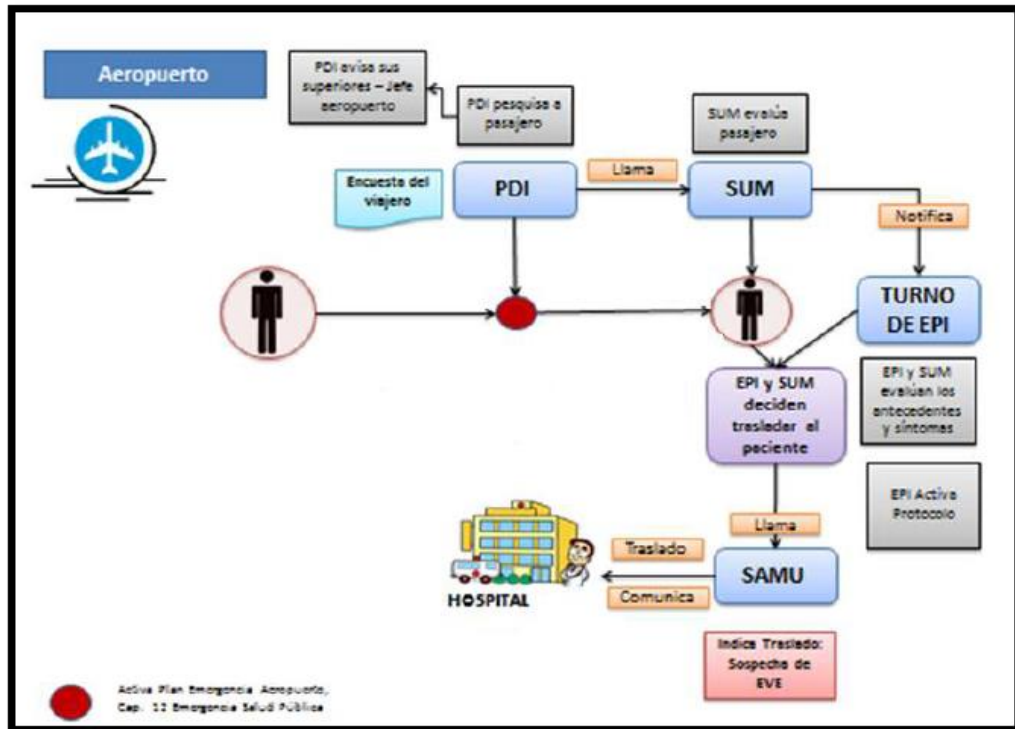 Aeropuerto
PDI avisa sus
superiores – Jefe
aeropuerto
PDI pesquisa a
pasajero
SUM evalúa
pasajero
Encuesta del
viajero
PDI
Llama
SUM
Notifica
TURNO
DE EPI
EPI y SUM
deciden
trasladar al
paciente
EPI y SUM
evalúan los
antecedentes
y síntomas
EPI Activa
Protocolo
Llama
SAMU
Traslado
Comunica
HOSPITAL
Indica Traslado:
Sospecha de
EVE
Activa Plan Emergencia Aeropuerto,
Cap. 12 Emergencia Salud Pública